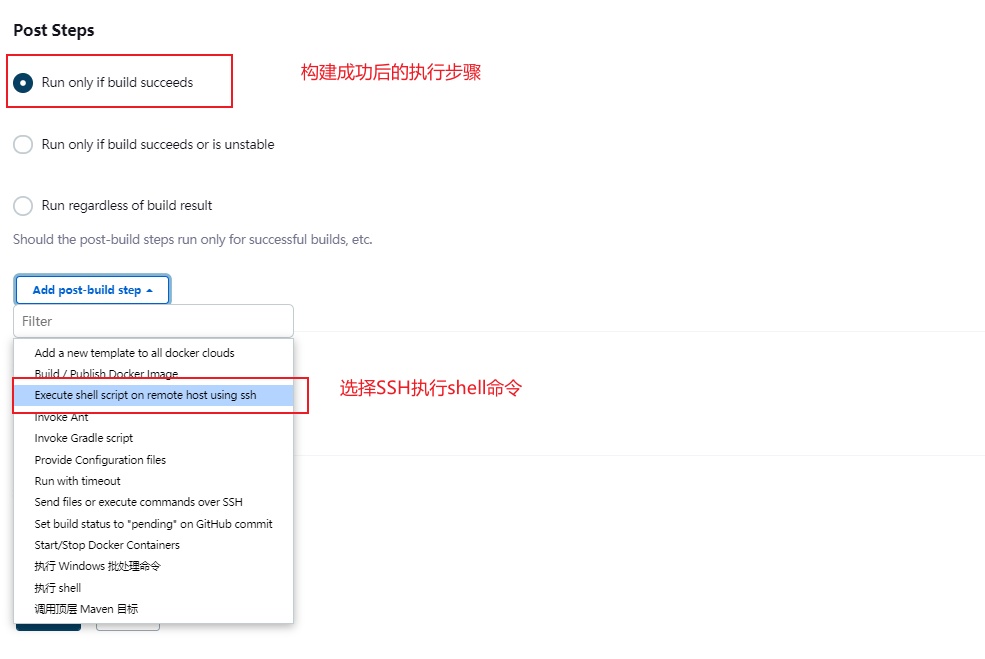 Post Steps
Run only if build succeeds
构建成功后的执行步骤
Run only if build succeeds or is unstable
Run regardless of build result
Should the post-build steps run only for successful builds, etc.
Add post-build step
Filter
Add a new template to all docker clouds
Build / Publish Docker Image
Execute shell script on remote host using ssh
选择SSH执行shell命令
Invoke Ant
Invoke Gradle script
Provide Configuration files
Run with timeout
Send files or execute commands over SSH
Set build status to "pending" on GitHub commit
Start/Stop Docker Containers
执行 Windows 批处理命令
执行 shell
调用顶层 Maven 目标